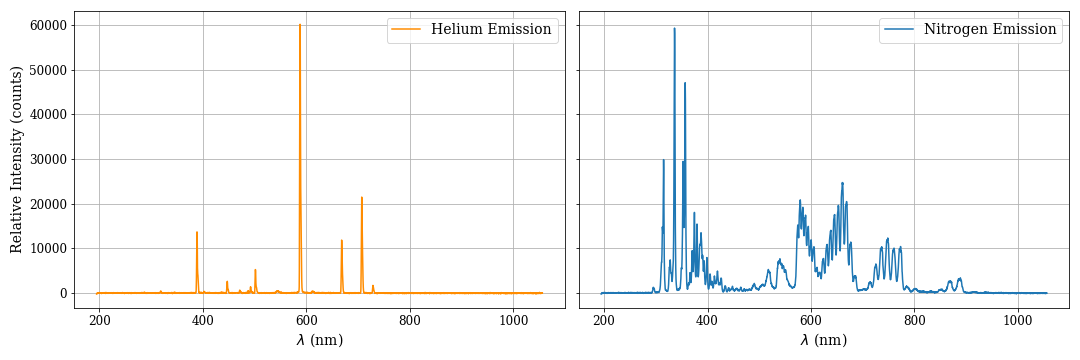 Helium Emission
Nitrogen Emission
Relative Intensity (counts)
60000
50000
40000
30000
20000
10000
0
200 400 600 800 1000
200 400 600 800 1000
λ (nm)
λ (nm)